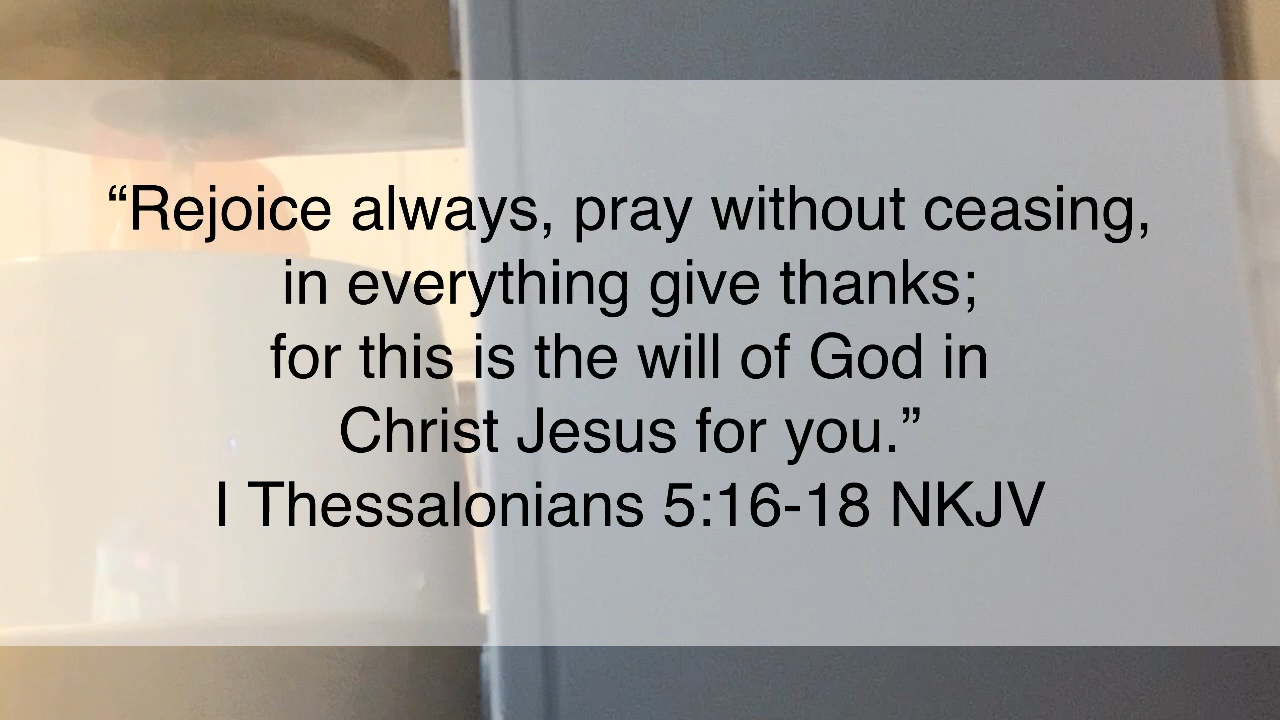 “Rejoice always, pray without ceasing,
in everything give thanks;
for this is the will of God in
Christ Jesus for you.”
I Thessalonians 5:16-18 NKJV